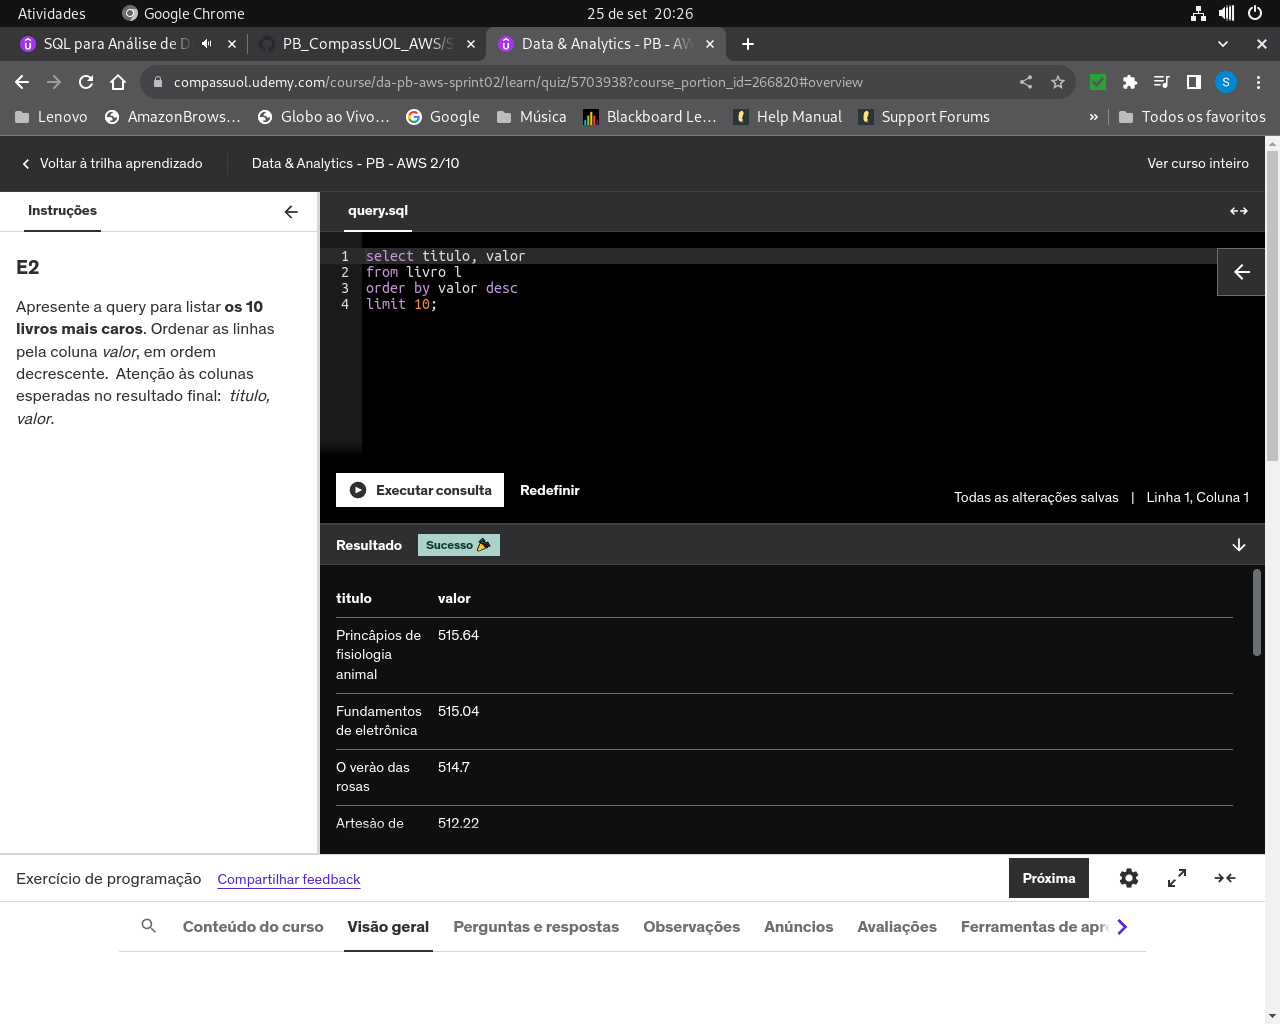 Atividades
Google Chrome
25 de set 20:26
SQL para Análise de D
PB_CompassUOL_AWS/S
Data & Analytics - PB - AW
compassuol.udemy.com/course/da-pb-aws-sprint02/learn/quiz/5703938?course_portion_id=266820#overview
S
Lenovo
AmazonBrows...
Globo ao Vivo...
Google
Música
Blackboard Le...
Help Manual
Support Forums
»
Todos os favoritos
Voltar à trilha aprendizado
Data & Analytics - PB - AWS 2/10
Ver curso inteiro
Instruções
query.sql
E2
Apresente a query para listar os 10
livros mais caros. Ordenar as linhas
pela coluna valor, em ordem
decrescente. Atenção às colunas
esperadas no resultado final: titulo,
valor.
1 select titulo, valor
2 from livro l
3 order by valor desc
4 limit 10;
Executar consulta
Redefinir
Todas as alterações salvas | Linha 1, Coluna 1
Resultado
Sucesso
titulo valor
Princâpios de 515.64
fisiologia
animal
Fundamentos 515.04
de eletrônica
O verào das 514.7
rosas
Artesào de 512.22
Exercício de programação
Compartilhar feedback
Próxima
Conteúdo do curso
Visão geral
Perguntas e respostas
Observações
Anúncios
Avaliações
Ferramentas de apre